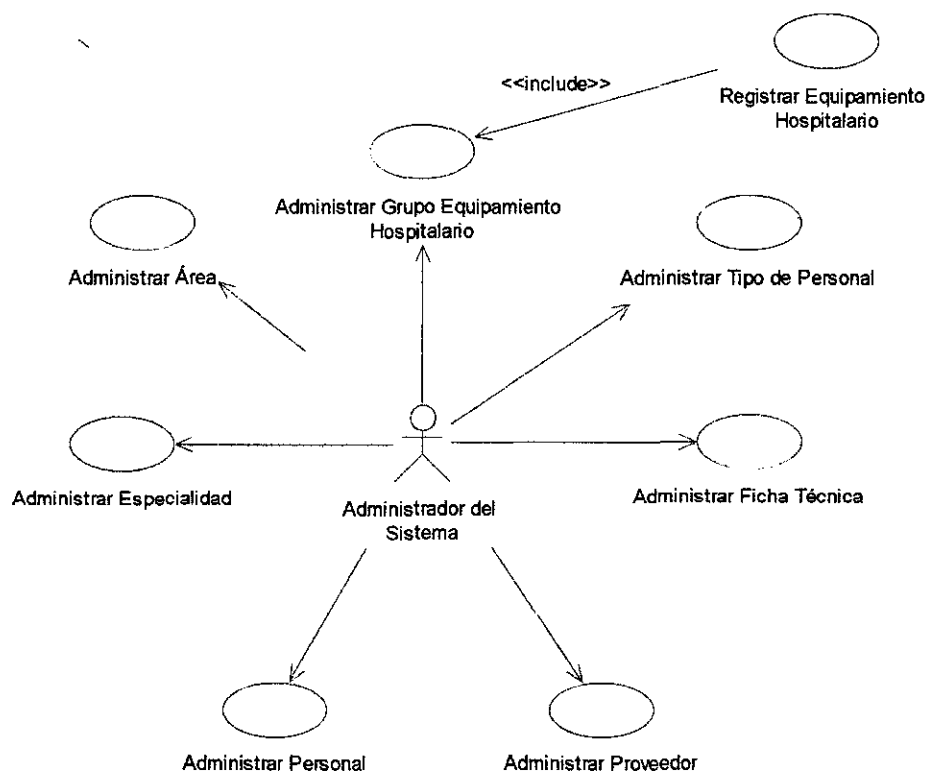 <<include>>
Registrar Equipamiento
Hospitalario
Administrar Grupo Equipamiento
Hospitalario
Administrar Área
Administrar Tipo de Personal
Administrar Especialidad
Administrador del
Sistema
Administrar Ficha Técnica
Administrar Personal
Administrar Proveedor